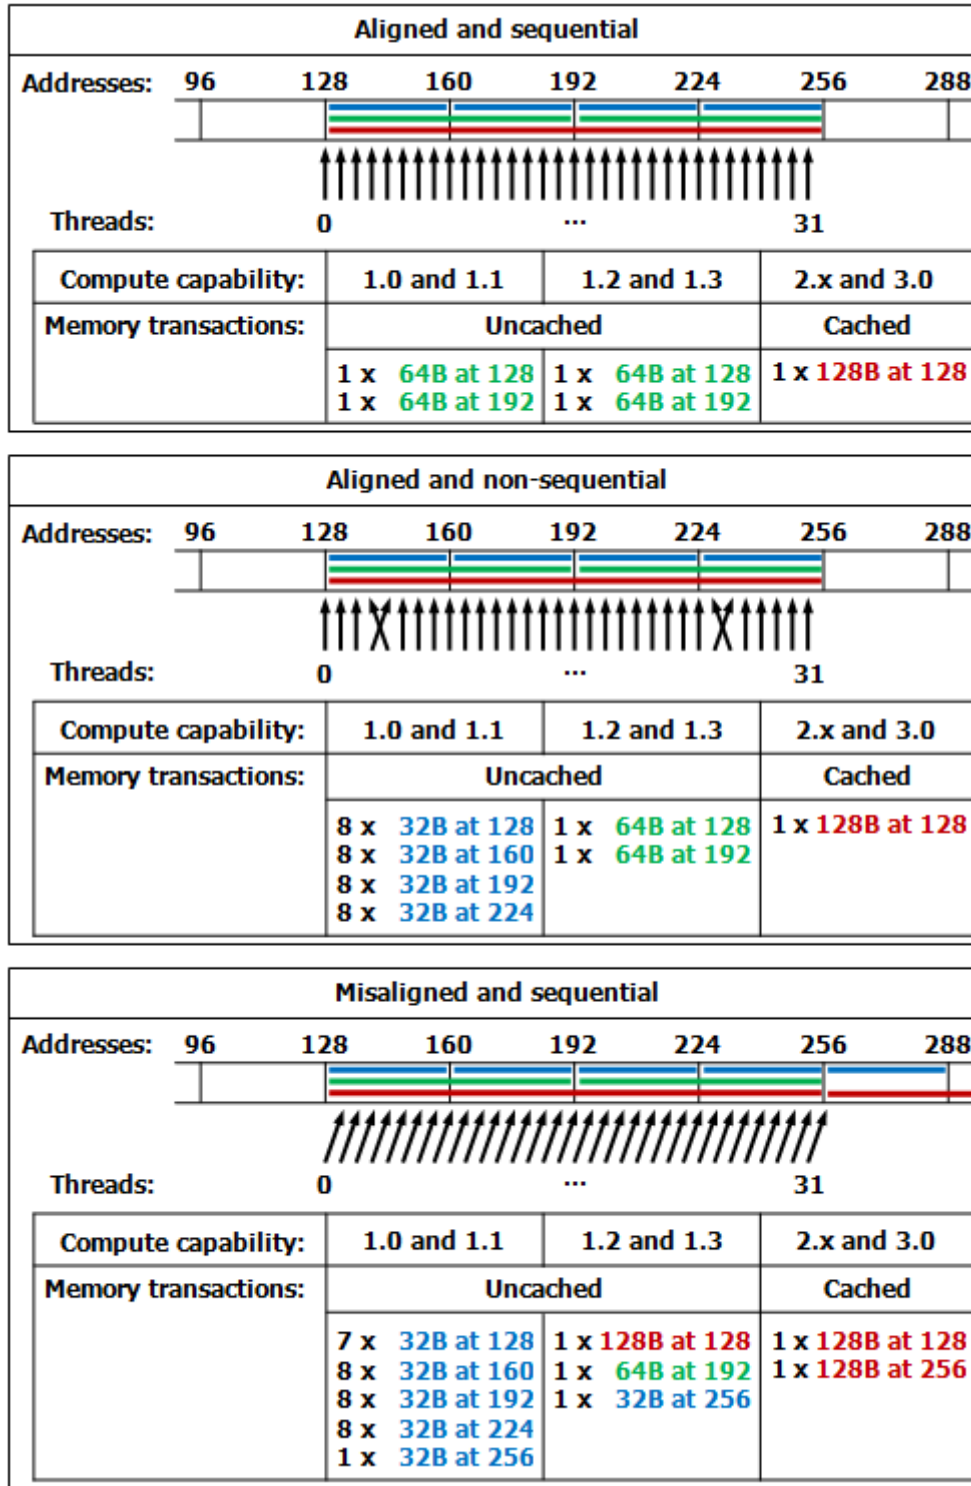 Aligned and sequential
Addresses: 96 128 160 192 224 256 288
Threads: 0 ... 31
Compute capability: 1.0 and 1.1 1.2 and 1.3 2.x and 3.0
Memory transactions: Uncached Cached
1 x 64B at 128 1 x 64B at 128 1 x 128B at 128
1 x 64B at 192 1 x 64B at 192
Aligned and non-sequential
Addresses: 96 128 160 192 224 256 288
Threads: 0 ... 31
Compute capability: 1.0 and 1.1 1.2 and 1.3 2.x and 3.0
Memory transactions: Uncached Cached
8 x 32B at 128 1 x 64B at 128 1 x 128B at 128
8 x 32B at 160 1 x 64B at 192
8 x 32B at 192
8 x 32B at 224
Misaligned and sequential
Addresses: 96 128 160 192 224 256 288
Threads: 0 ... 31
Compute capability: 1.0 and 1.1 1.2 and 1.3 2.x and 3.0
Memory transactions: Uncached Cached
7 x 32B at 128 1 x 128B at 128 1 x 128B at 128
8 x 32B at 160 1 x 64B at 192 1 x 128B at 256
8 x 32B at 192 1 x 32B at 256
8 x 32B at 224
1 x 32B at 256